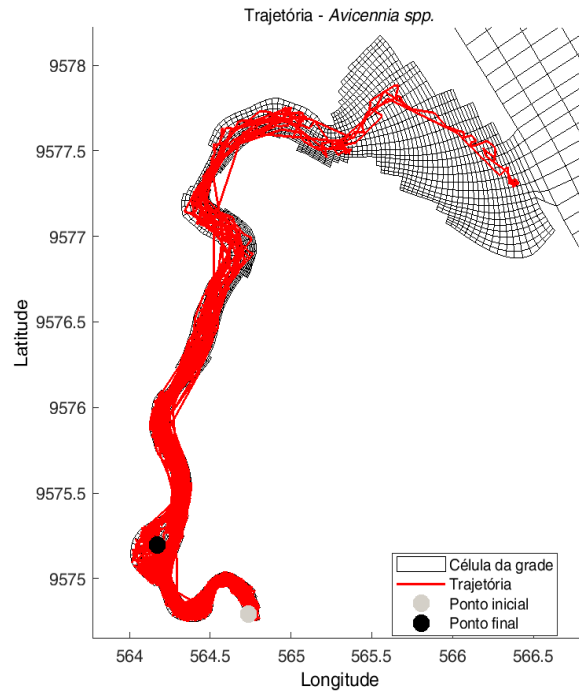 Trajetória - Avicennia spp.
9578
9577.5
9577
9576.5
9576
9575.5
9575
Latitude
564
564.5
565
565.5
566
566.5
Longitude
Célula da grade
Trajetória
Ponto inicial
Ponto final